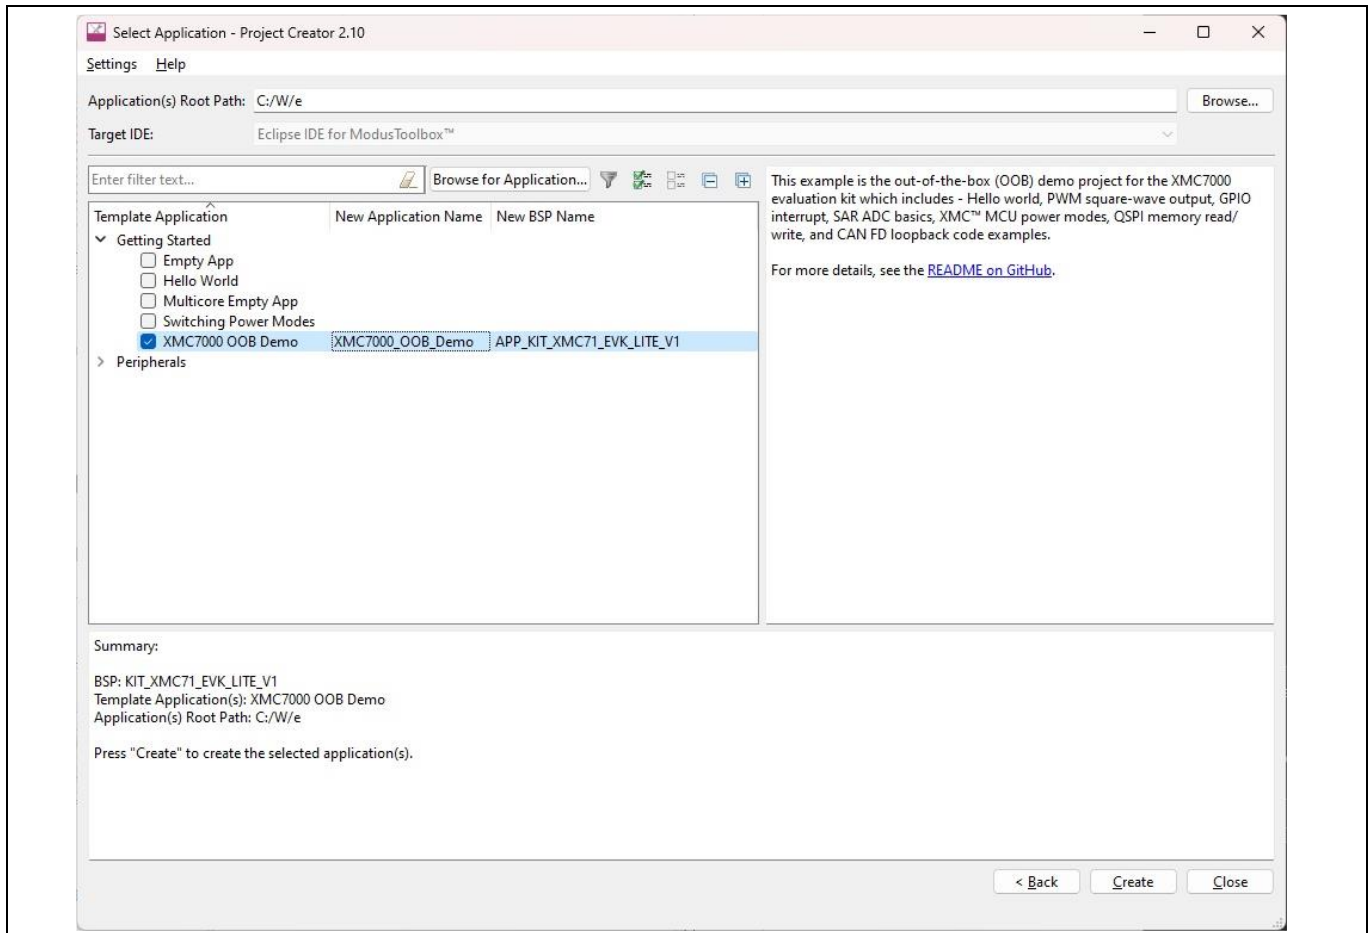 Select Application - Project Creator 2.10
Settings Help
Application(s) Root Path: C:/W/e Browse...
Target IDE: Eclipse IDE for ModusToolbox™
Enter filter text... Browse for Application...
Template Application New Application Name New BSP Name
Getting Started
Empty App
Hello World
Multicore Empty App
Switching Power Modes
XMC7000 OOB Demo XMC7000_OOB_Demo APP_KIT_XMC71_EVK_LITE_V1
Peripherals
This example is the out-of-the-box (OOB) demo project for the XMC7000
evaluation kit which includes - Hello world, PWM square-wave output, GPIO
interrupt, SAR ADC basics, XMC™ MCU power modes, QSPI memory read/
write, and CAN FD loopback code examples.
For more details, see the README on GitHub.
Summary:
BSP: KIT_XMC71_EVK_LITE_V1
Template Application(s): XMC7000 OOB Demo
Application(s) Root Path: C:/W/e
Press "Create" to create the selected application(s).
< Back Create Close